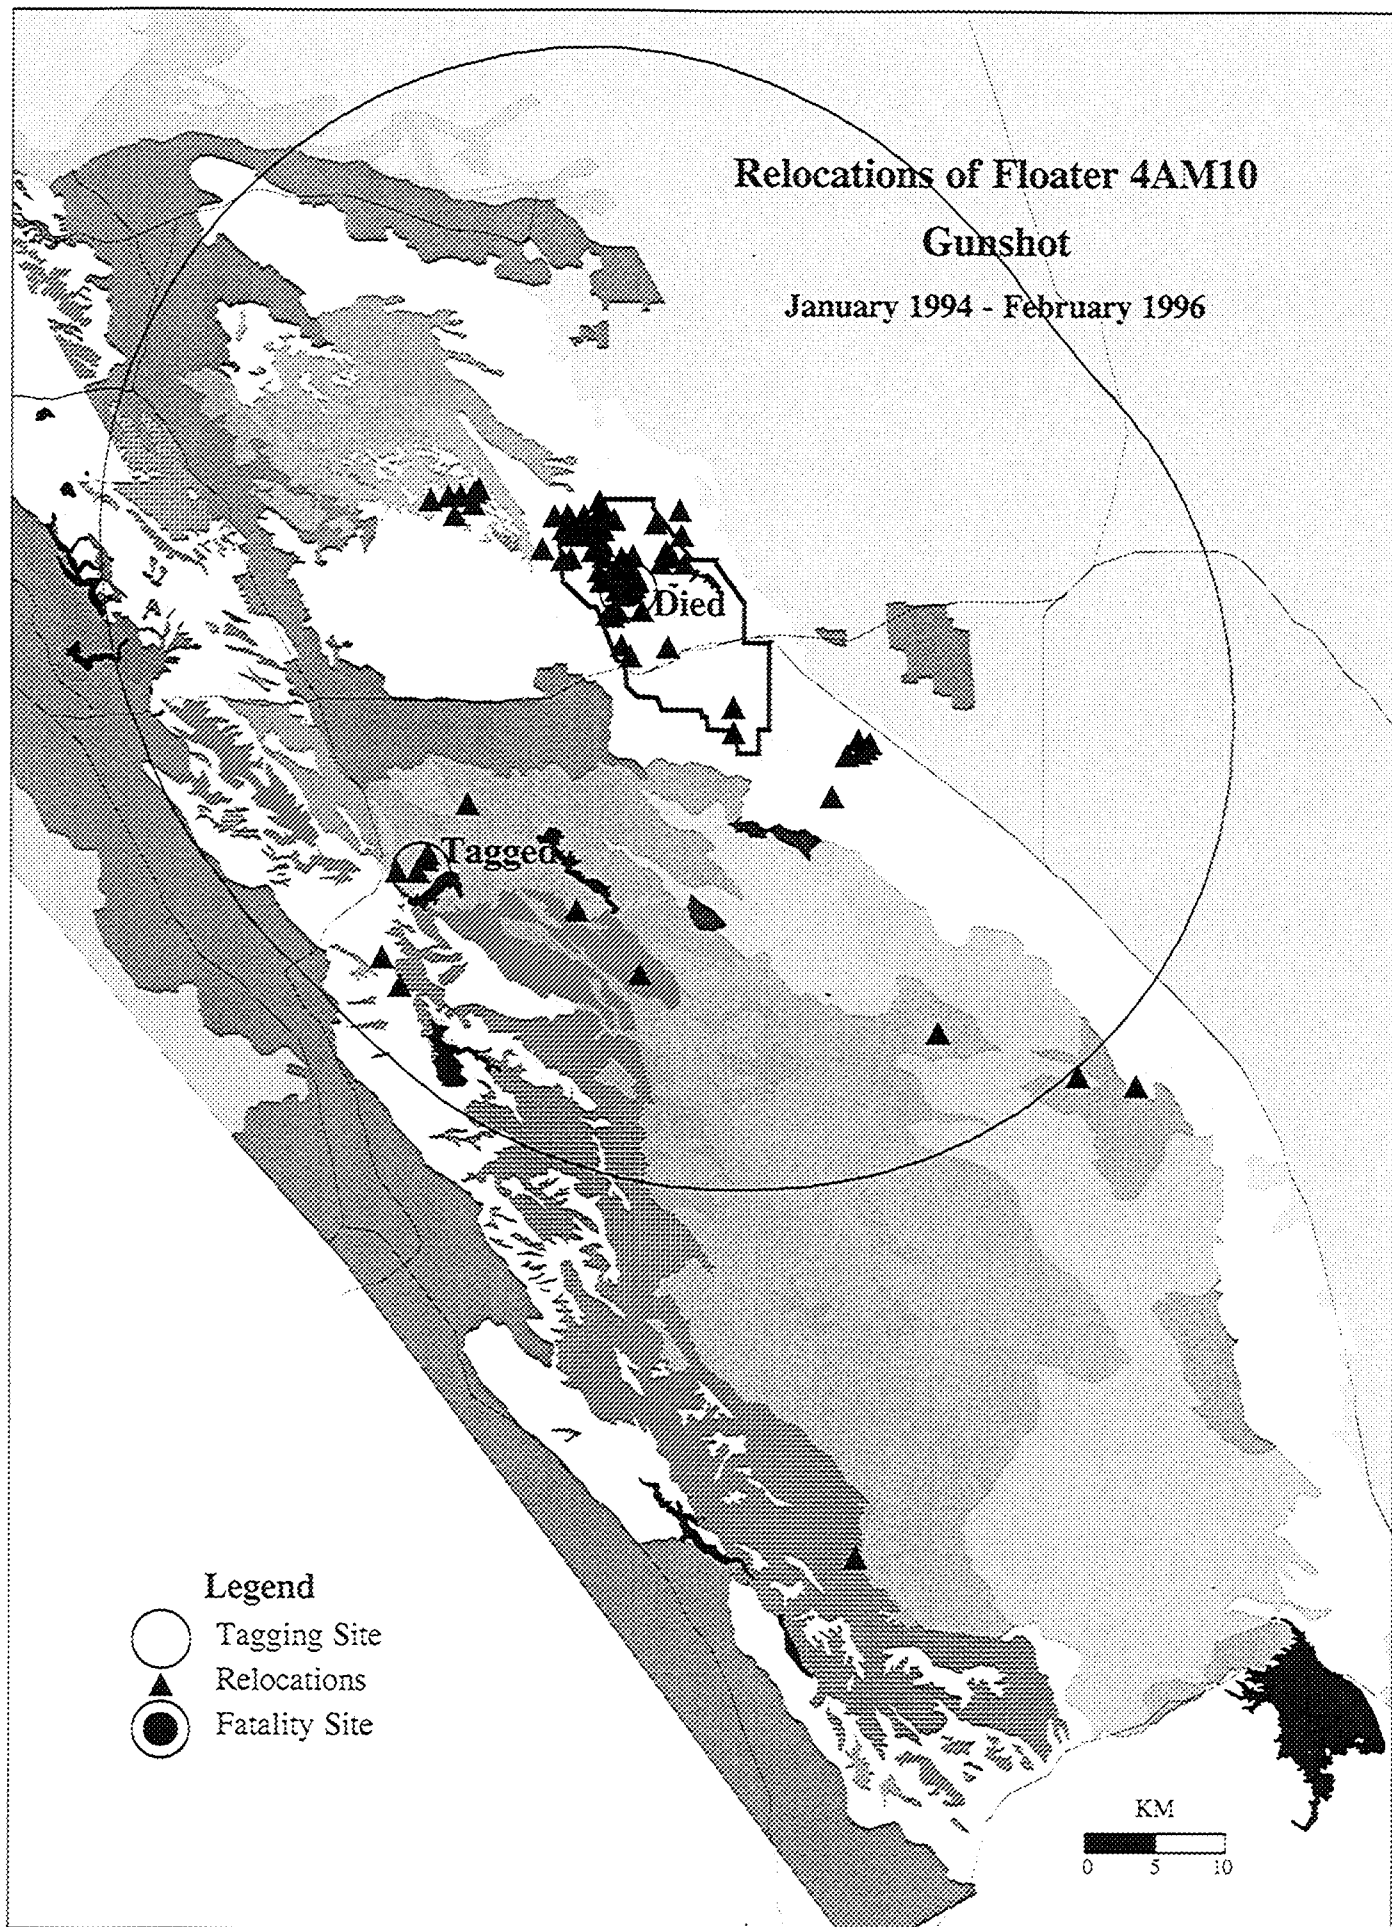 Relocations of Floater 4AM10
Gunshot
January 1994 - February 1996
Died
Tagged
Legend
Tagging Site
Relocations
Fatality Site
KM
0 5 10